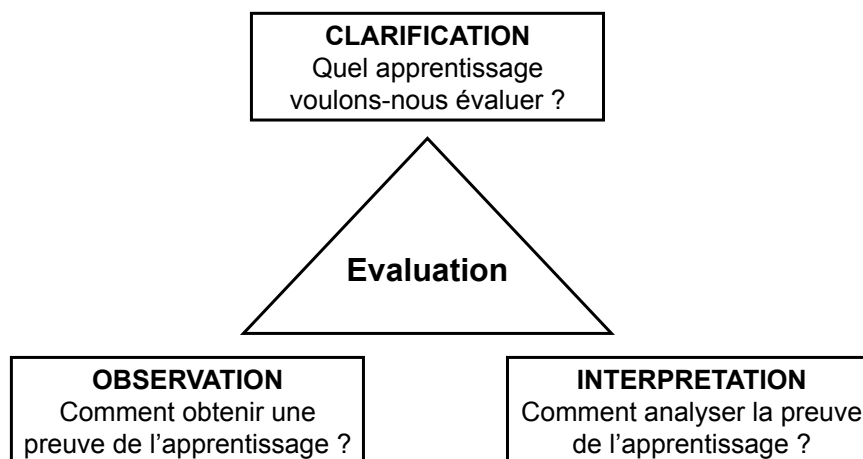 CLARIFICATION
Quel apprentissage
voulons-nous évaluer ?
Evaluation
OBSERVATION
Comment obtenir une
preuve de l’apprentissage ?
INTERPRETATION
Comment analyser la preuve
de l’apprentissage ?